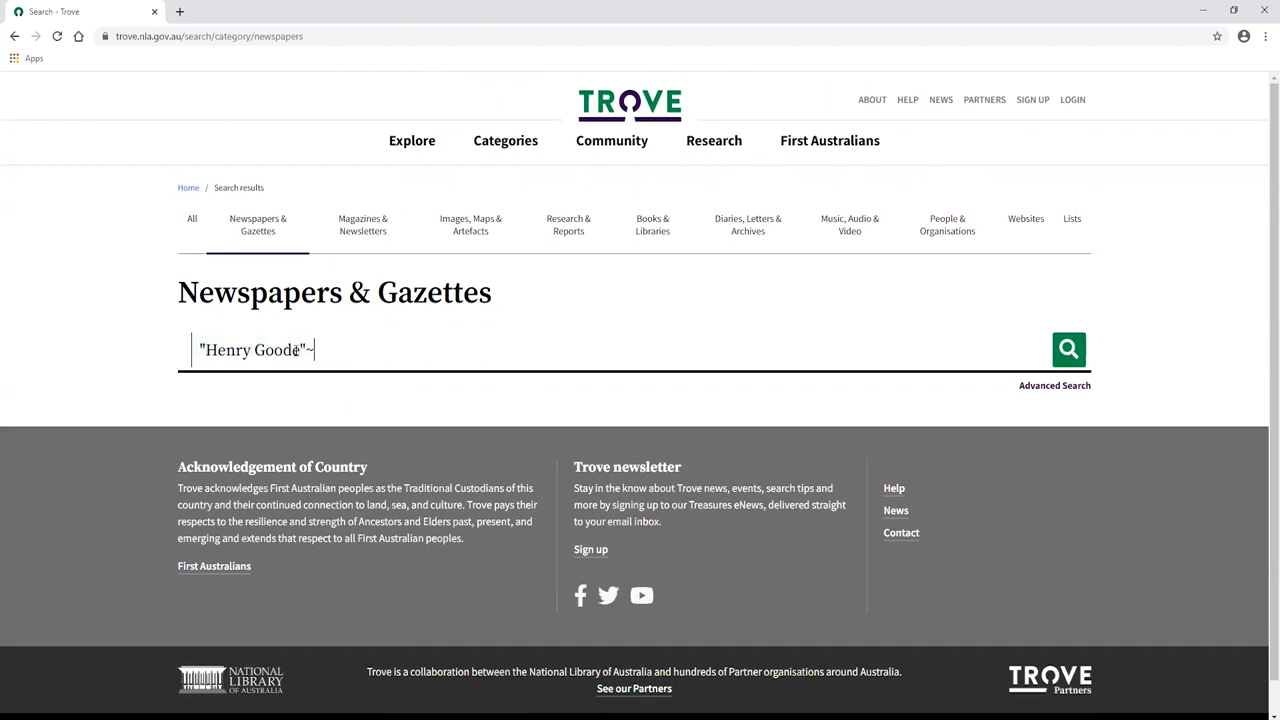 Search - Trove
trove.nla.gov.au/search/category/newspapers
Apps
TROVE
ABOUT HELP NEWS PARTNERS SIGN UP LOGIN
Explore Categories Community Research First Australians
Home / Search results
All
Newspapers &
Gazettes
Magazines &
Newsletters
Images, Maps &
Artefacts
Research &
Reports
Books &
Libraries
Diaries, Letters &
Archives
Music, Audio &
Video
People &
Organisations
Websites
Lists
Newspapers & Gazettes
"Henry Goode"~
Advanced Search
Acknowledgement of Country
Trove acknowledges First Australian peoples as the Traditional Custodians of this
country and their continued connection to land, sea, and culture. Trove pays their
respects to the resilience and strength of Ancestors and Elders past, present, and
emerging and extends that respect to all First Australian peoples.
First Australians
Trove newsletter
Stay in the know about Trove news, events, search tips and
more by signing up to our Treasures eNews, delivered straight
to your email inbox.
Sign up
Help
News
Contact
NATIONAL
LIBRARY
OF AUSTRALIA
Trove is a collaboration between the National Library of Australia and hundreds of Partner organisations around Australia.
See our Partners
TROVE
Partners